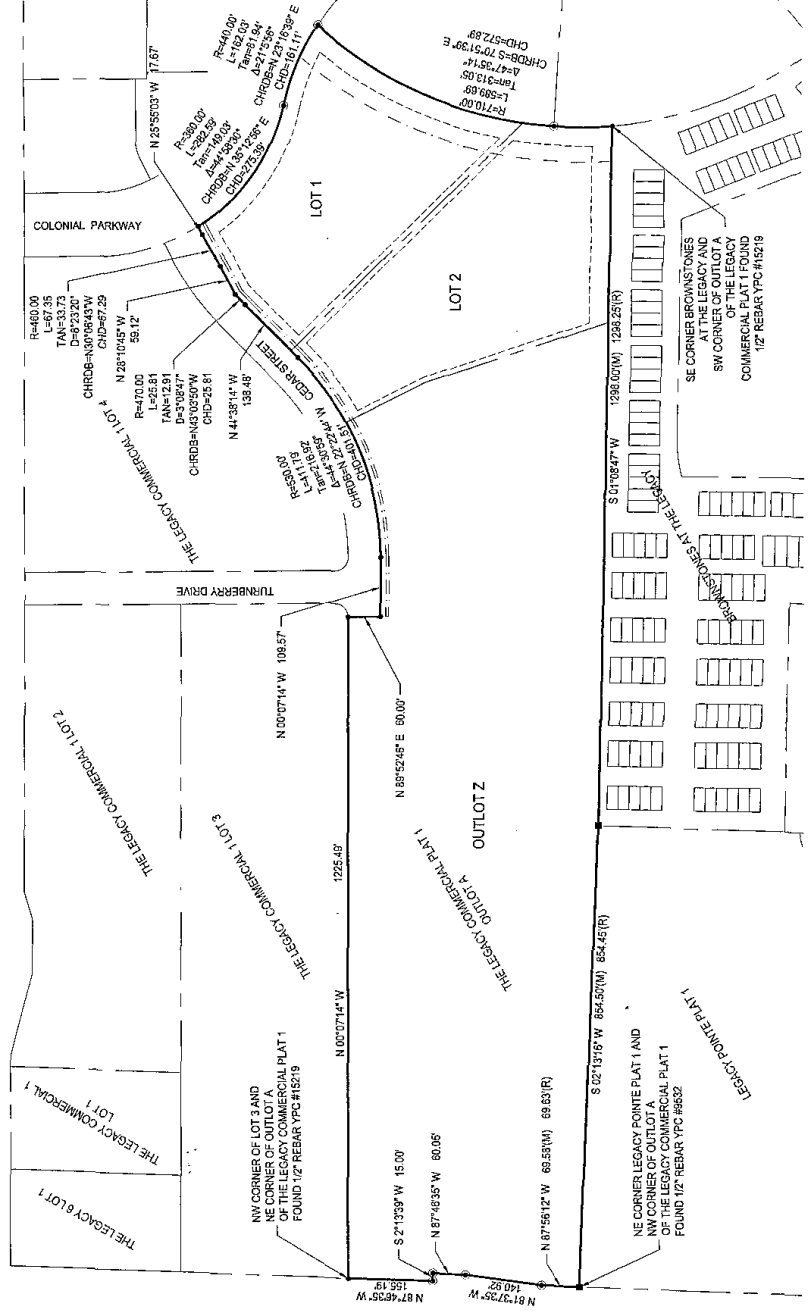 N 25°55'03" W 17.67'
COLONIAL PARKWAY
R=440.00'
L=162.03'
Tan=81.94'
Δ=21°5'56"
CHRDB=N 23°16'39" E
CHD=161.11'
R=360.00'
L=282.59'
Tan=149.03'
Δ=44°58'30"
CHRDB=N 35°12'56" E
CHD=275.39'
R=710.00'
L=589.69'
Tan=313.05'
Δ=47°35'14"
CHRDB=S 70°51'39" E
CHD=572.89'
R=460.00
L=67.35
TAN=33.73
D=8°23'20"
CHRDB=N30°06'43"W
CHD=67.29
N 28°10'45" W
59.12'
R=470.00
L=25.81
TAN=12.91
D=3°08'47"
CHRDB=N43°03'50"W
CHD=25.81
N 44°38'14" W
138.48'
CEDAR STREET
R=530.00'
L=411.79'
Tan=216.92'
Δ=44°30'59"
CHRDB=N 22°22'44" W
CHD=401.51'
LOT 1
LOT 2
THE LEGACY COMMERCIAL 1 LOT 4
TURNBERRY DRIVE
N 00°07'14" W 109.57'
N 89°52'46" E 60.00'
THE LEGACY COMMERCIAL 1 LOT 2
THE LEGACY COMMERCIAL 1 LOT 3
1225.49'
N 00°07'14" W
OUTLOT Z
THE LEGACY COMMERCIAL PLAT 1
OUTLOT A
THE LEGACY COMMERCIAL 1
LOT 1
THE LEGACY 6 LOT 1
NW CORNER OF LOT 3 AND
NE CORNER OF OUTLOT A
OF THE LEGACY COMMERCIAL PLAT 1
FOUND 1/2" REBAR YPC #15219
N 87°46'35" W
155.19'
S 2°13'39" W 15.00'
N 87°46'35" W 60.05'
N 81°37'35" W
140.92'
N 87°56'12" W 69.58'(M) 69.63'(R)
S 01°08'47" W 1298.00'(M) 1298.25'(R)
S 02°13'16" W 854.50'(M) 854.45'(R)
SE CORNER BROWNSTONES
AT THE LEGACY AND
SW CORNER OF OUTLOT A
OF THE LEGACY
COMMERCIAL PLAT 1 FOUND
1/2" REBAR YPC #15219
BROWNSTONES AT THE LEGACY
NE CORNER LEGACY POINTE PLAT 1 AND
NW CORNER OF OUTLOT A
OF THE LEGACY COMMERCIAL PLAT 1
FOUND 1/2" REBAR YPC #9532
LEGACY POINTE PLAT 1